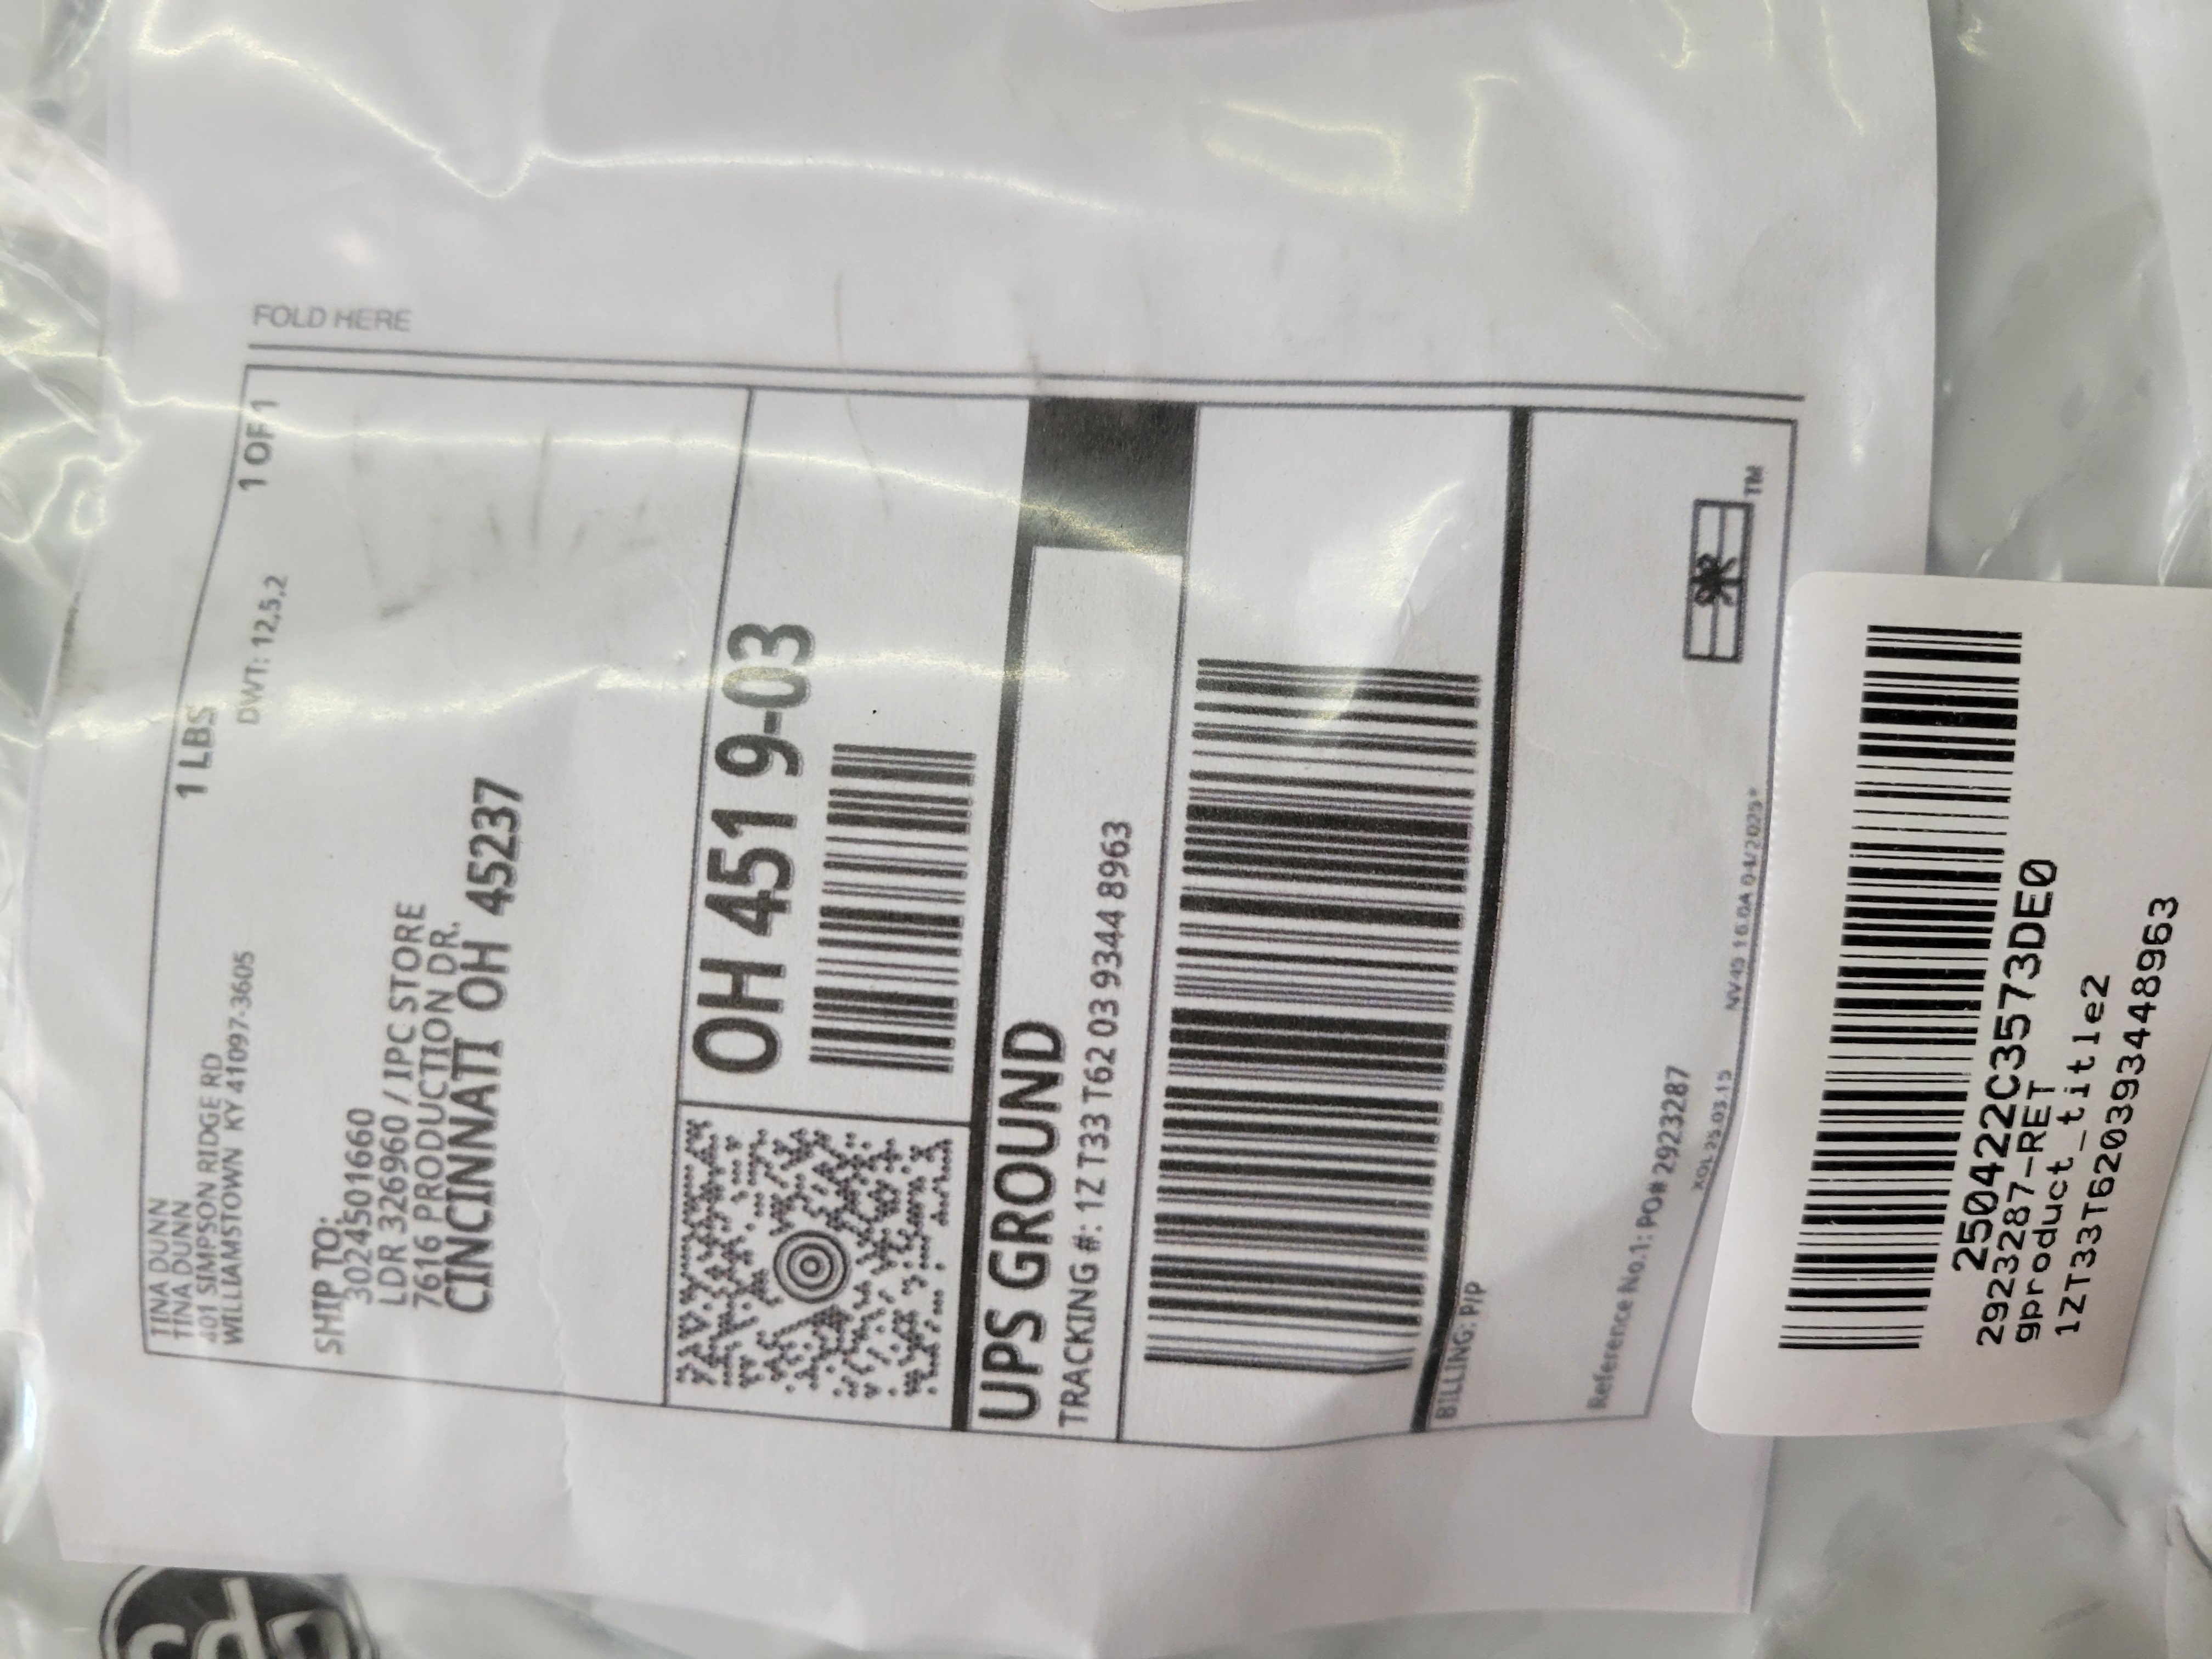 TINA DUNN
TINA DUNN
401 SIMPSON RIDGE RD
WILLIAMSTOWN KY 41097-3605
1 LBS
1 OF 1
DWT: 12,5,2
SHIP TO:
3024501660
LDR 326960 / IPC STORE
7616 PRODUCTION DR.
CINCINNATI OH 45237
OH 451 9-03
UPS GROUND
TRACKING #: 1Z T33 T62 03 9344 8963
BILLING: P/P
Reference No.1: PO# 2923287
XOL 25.03.15
NV45 16.0A 04/2025*
TM
FOLD HERE
250422C3573DE0
2923287-RET
gproduct_title2
1ZT33T620393448963